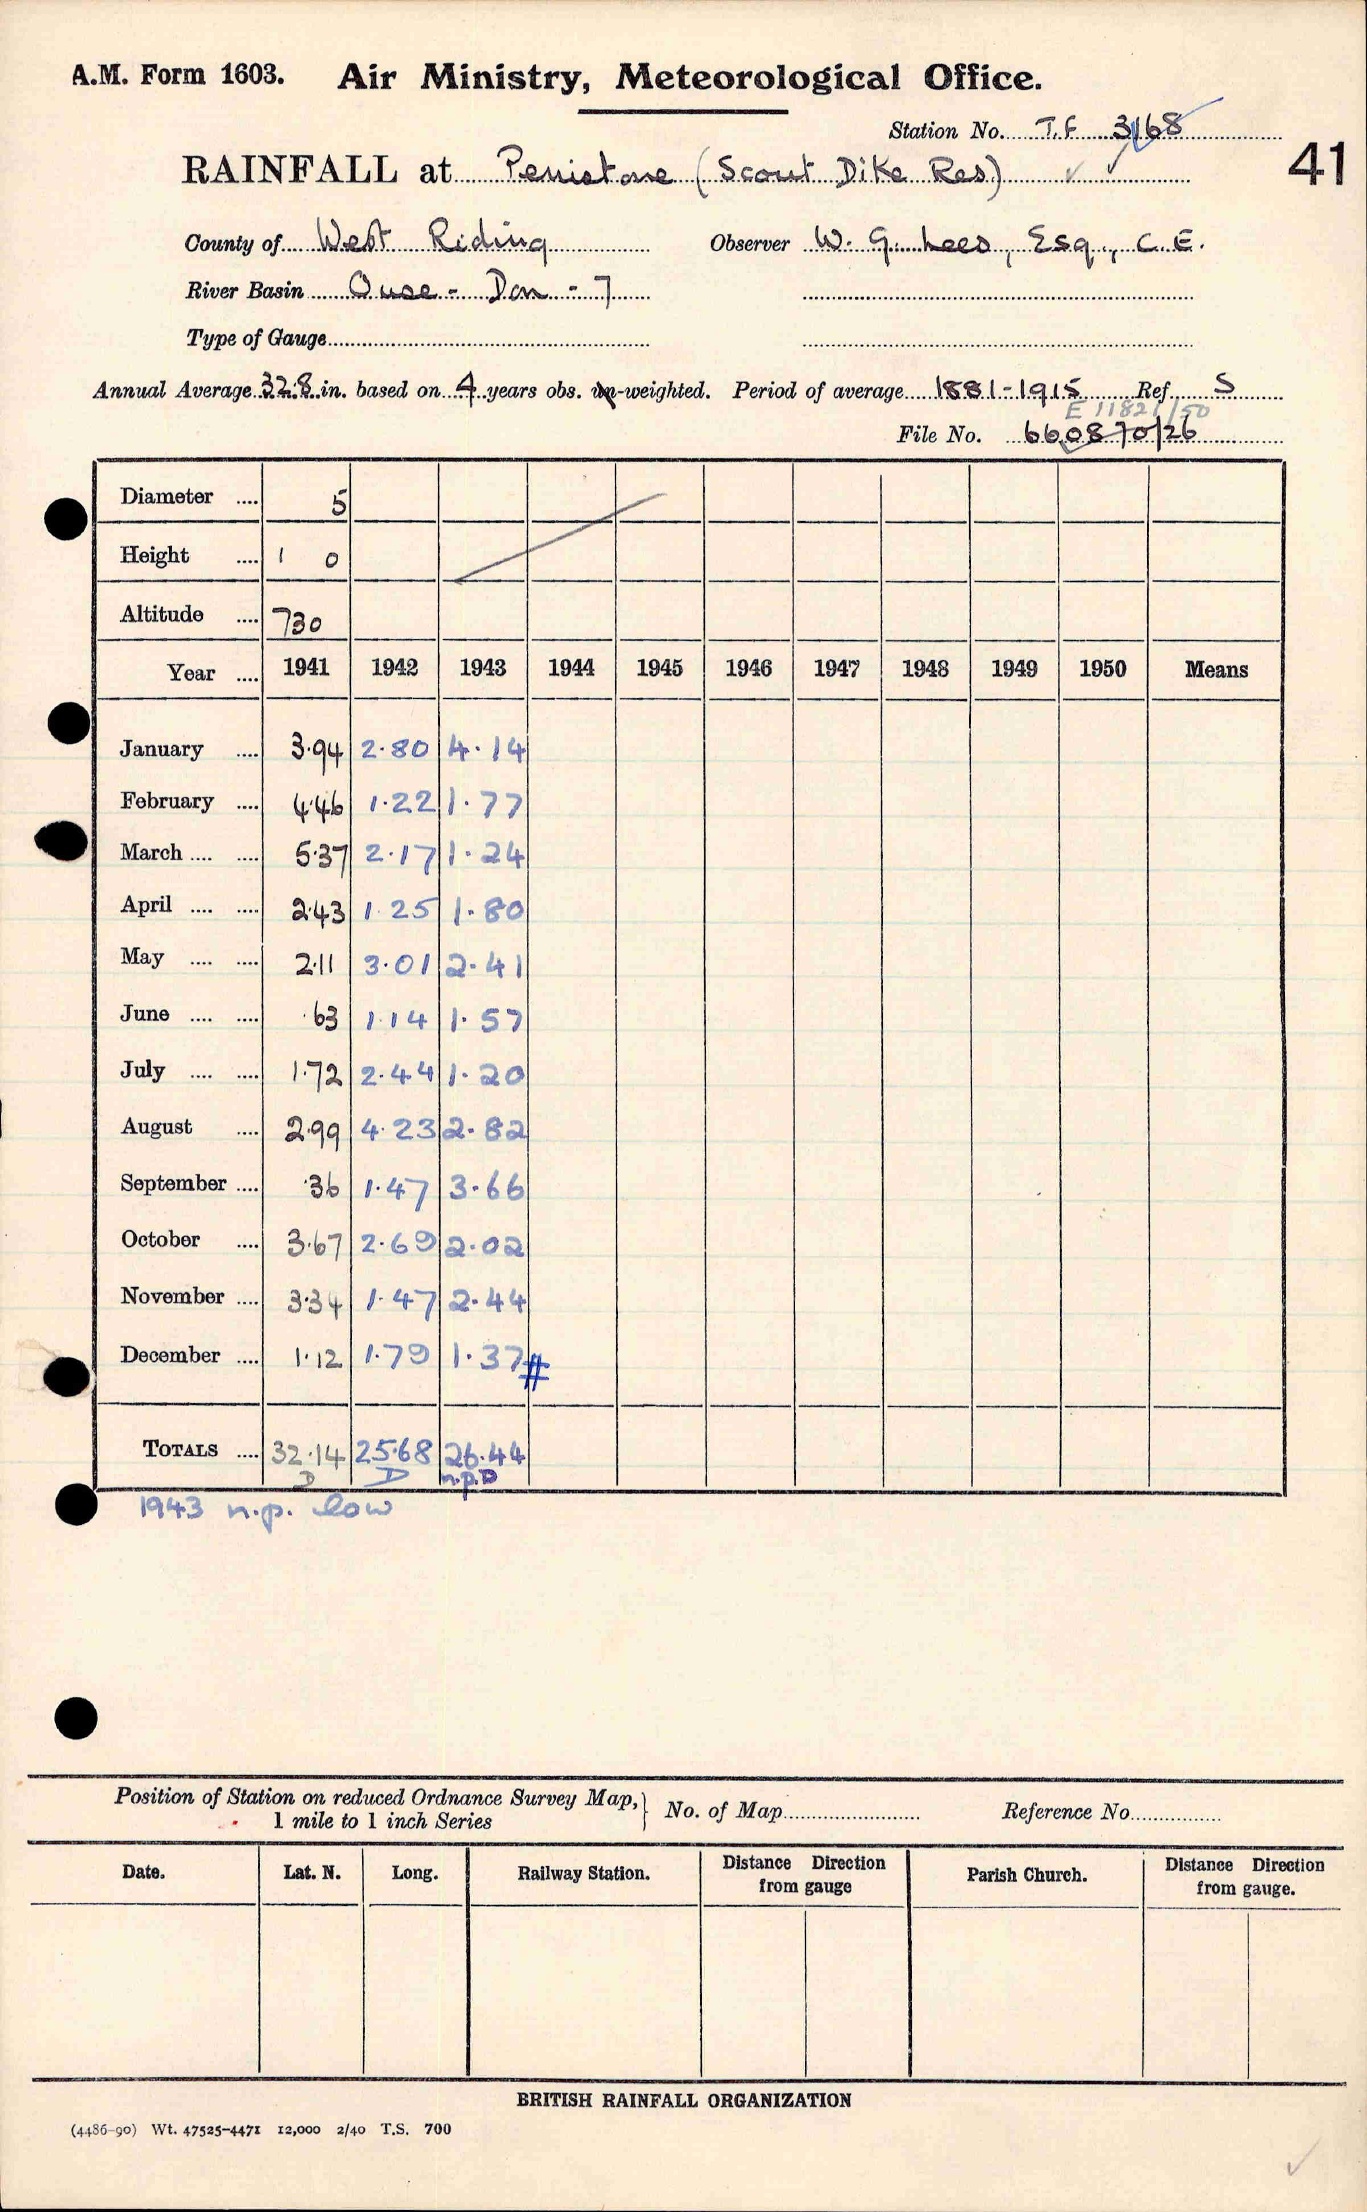 A.M. Form 1603. Air Ministry, Meteorological Office.
Station No. T.F 3168
RAINFALL at Penistone (Scout Dike Res)
41
County of West Riding Observer W. G. Lees, Esq., C.E.
River Basin Ouse - Don - 7
Type of Gauge
Annual Average 32.8 in. based on 4 years obs. un-weighted. Period of average 1881-1915 Ref. S
E 11821/50
File No. 660870/26
Diameter .... 5
Height .... 1 0
Altitude .... 730
Year .... 1941 1942 1943 1944 1945 1946 1947 1948 1949 1950 Means
January .... 3.94 2.80 4.14
February .... 4.46 1.22 1.77
March .... .... 5.37 2.17 1.24
April .... .... 2.43 1.25 1.80
May .... .... 2.11 3.01 2.41
June .... .... .63 1.14 1.57
July .... .... 1.72 2.44 1.20
August .... 2.99 4.23 2.82
September .... .36 1.47 3.66
October .... 3.67 2.69 2.02
November .... 3.34 1.47 2.44
December .... 1.12 1.79 1.37 #
TOTALS .... 32.14 25.68 26.44
D D n.p.D
1943 n.p. low
Position of Station on reduced Ordnance Survey Map, } No. of Map Reference No.
1 mile to 1 inch Series
Date. Lat. N. Long. Railway Station. Distance from gauge Direction Parish Church. Distance Direction from gauge.
BRITISH RAINFALL ORGANIZATION
(4486-90) Wt. 47525-4471 12,000 2/40 T.S. 700